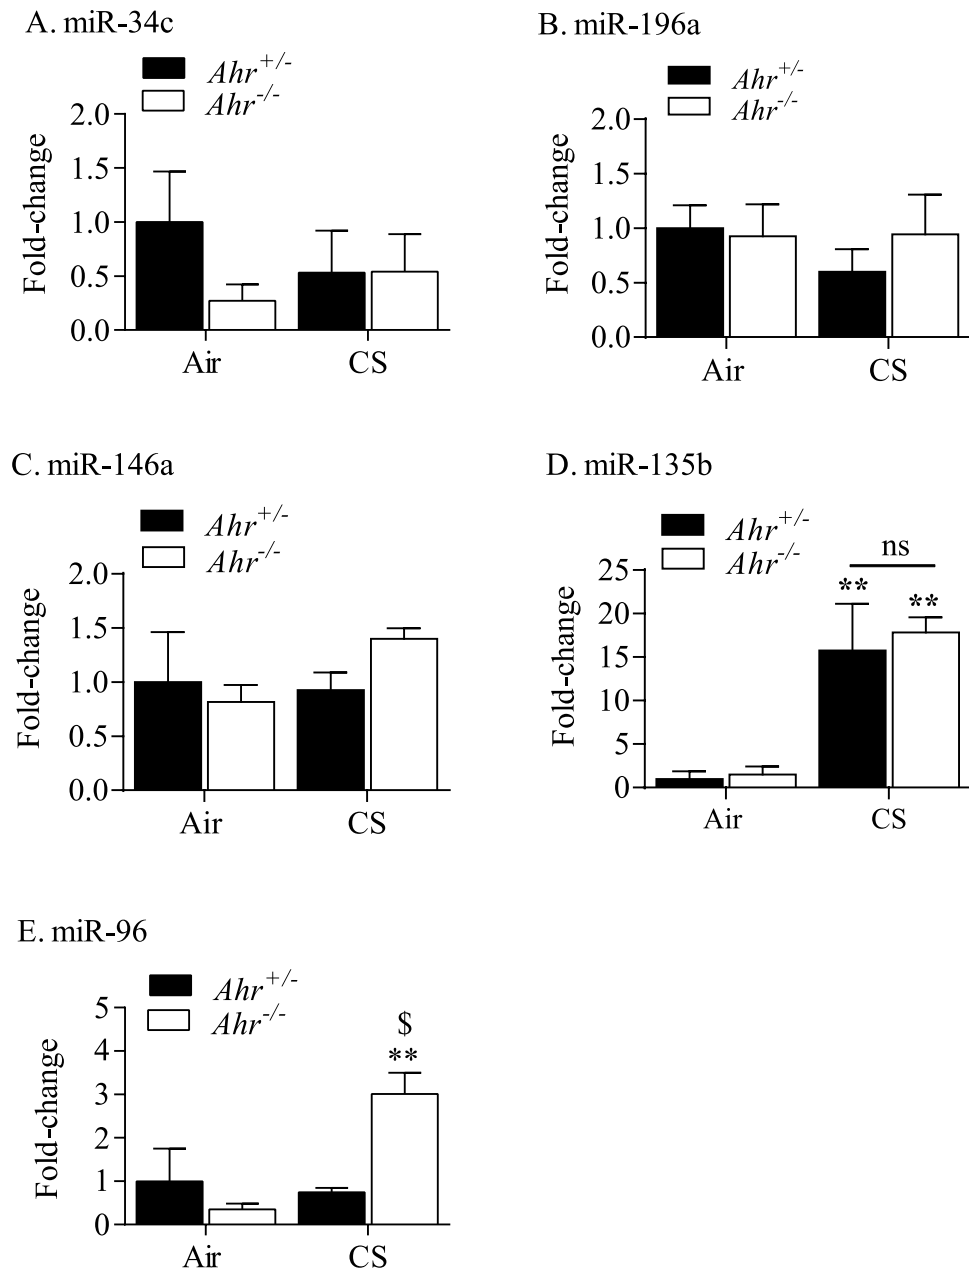 A. miR-34c
Ahr+/-
Ahr-/-
Fold-change
2.0
1.5
1.0
0.5
0.0
Air CS
B. miR-196a
Ahr+/-
Ahr-/-
Fold-change
2.0
1.5
1.0
0.5
0.0
Air CS
C. miR-146a
Ahr+/-
Ahr-/-
Fold-change
2.0
1.5
1.0
0.5
0.0
Air CS
D. miR-135b
Ahr+/-
Ahr-/-
Fold-change
25
20
15
10
5
0
ns
** **
Air CS
E. miR-96
Ahr+/-
Ahr-/-
Fold-change
5
4
3
2
1
0
$
**
Air CS